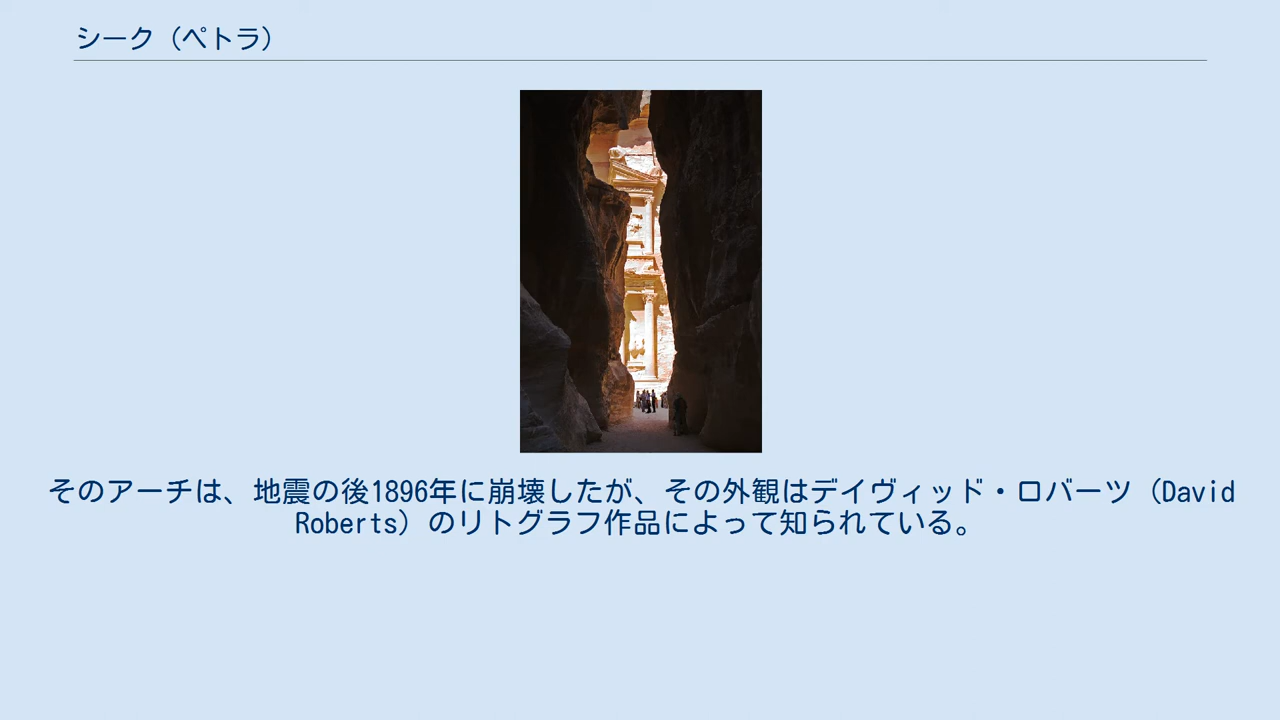 シーク（ペトラ）
そのアーチは、地震の後1896年に崩壊したが、その外観はデイヴィッド・ロバーツ（David
Roberts）のリトグラフ作品によって知られている。